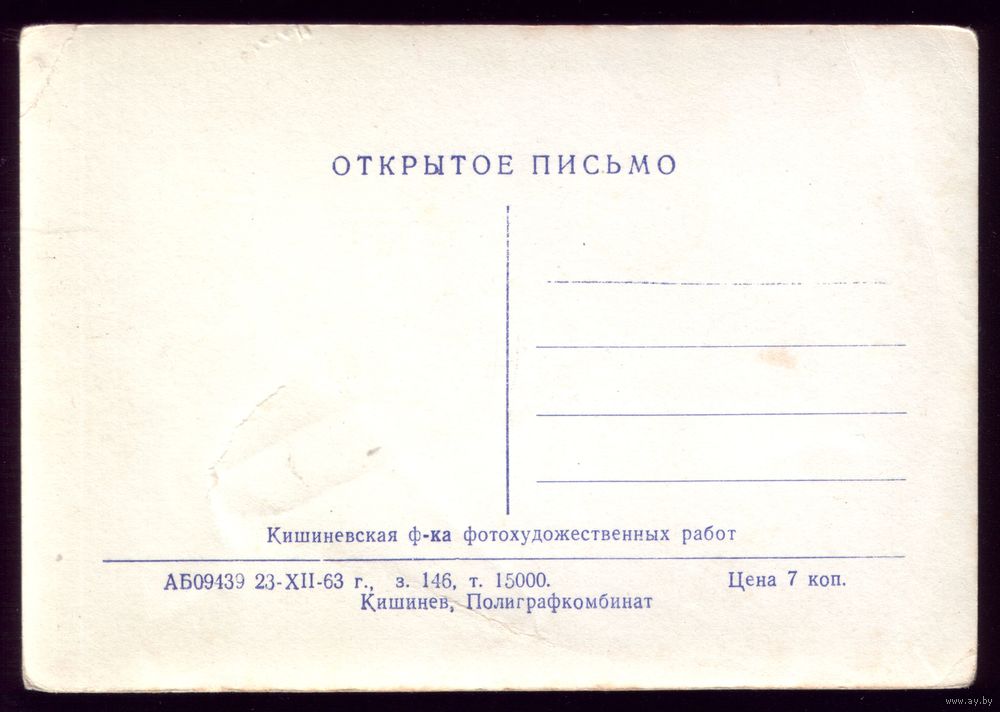 ОТКРЫТОЕ ПИСЬМО
Кишиневская ф-ка фотохудожественных работ
АБ09439 23-XII-63 г., з. 146, т. 15000. Цена 7 коп.
Кишинев, Полиграфкомбинат
www.ay.by